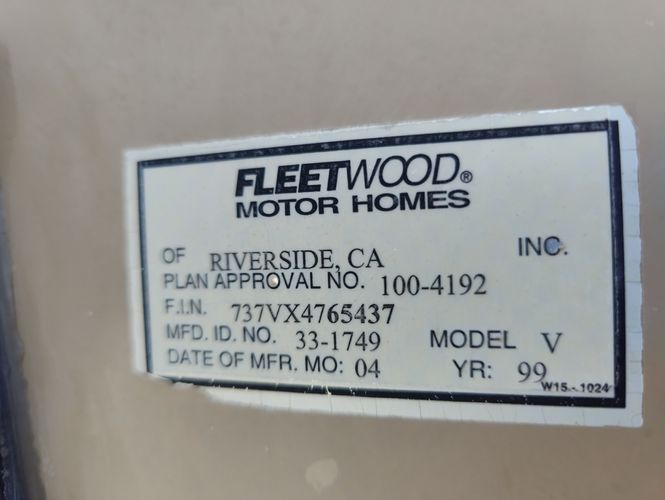 FLEETWOOD®
MOTOR HOMES
OF RIVERSIDE, CA INC.
PLAN APPROVAL NO. 100-4192
F.I.N. 737VX4765437
MFD. ID. NO. 33-1749 MODEL V
DATE OF MFR. MO: 04 YR: 99
W15-1024